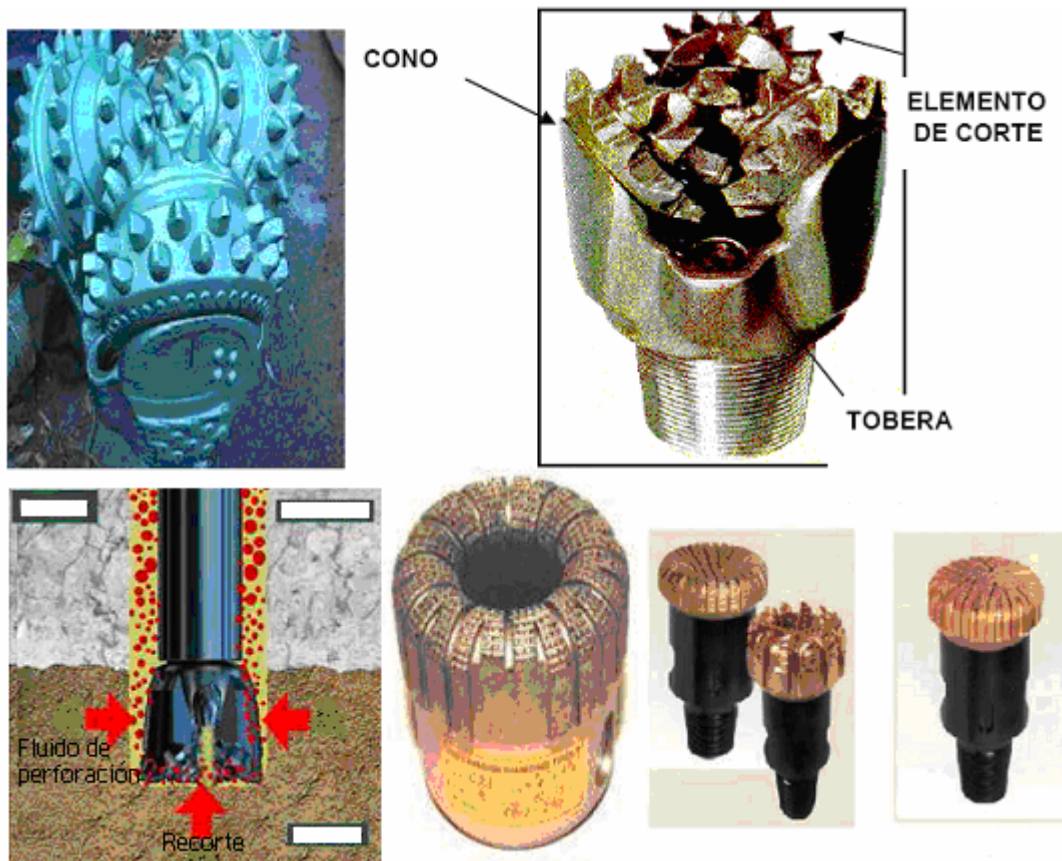 CONO
ELEMENTO
DE CORTE
TOBERA
Fluido de
perforación
Recorte